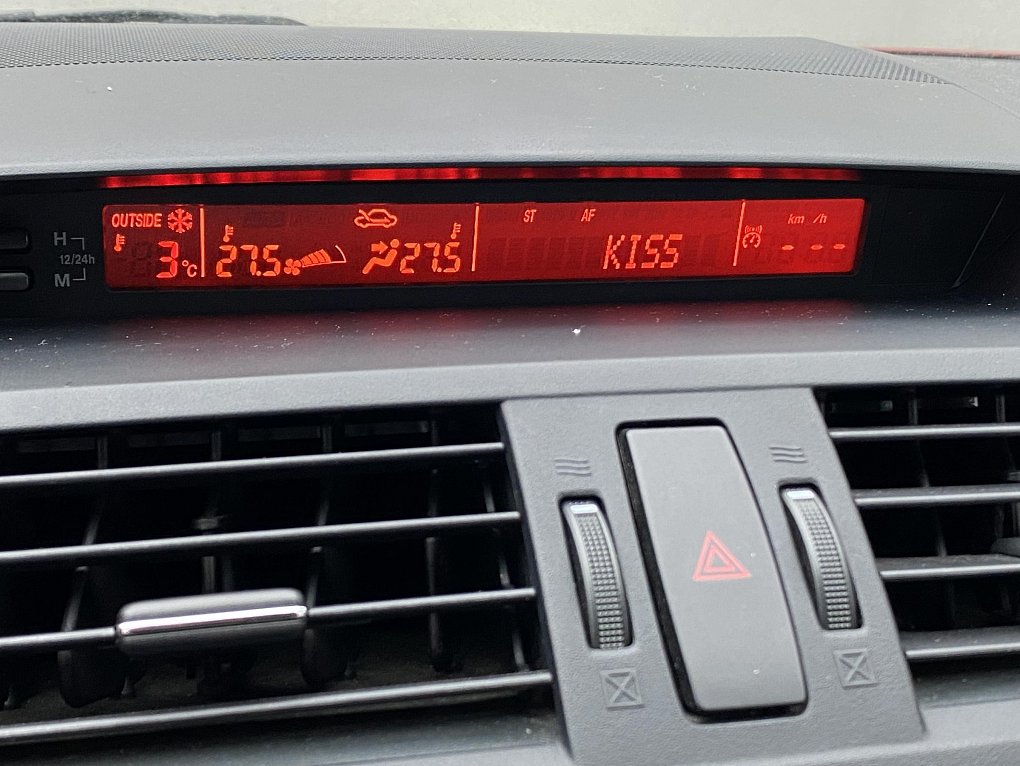 OUTSIDE
ST AF
km/h
H
12/24h
M
3°C
27.5
27.5
KISS
- - - -